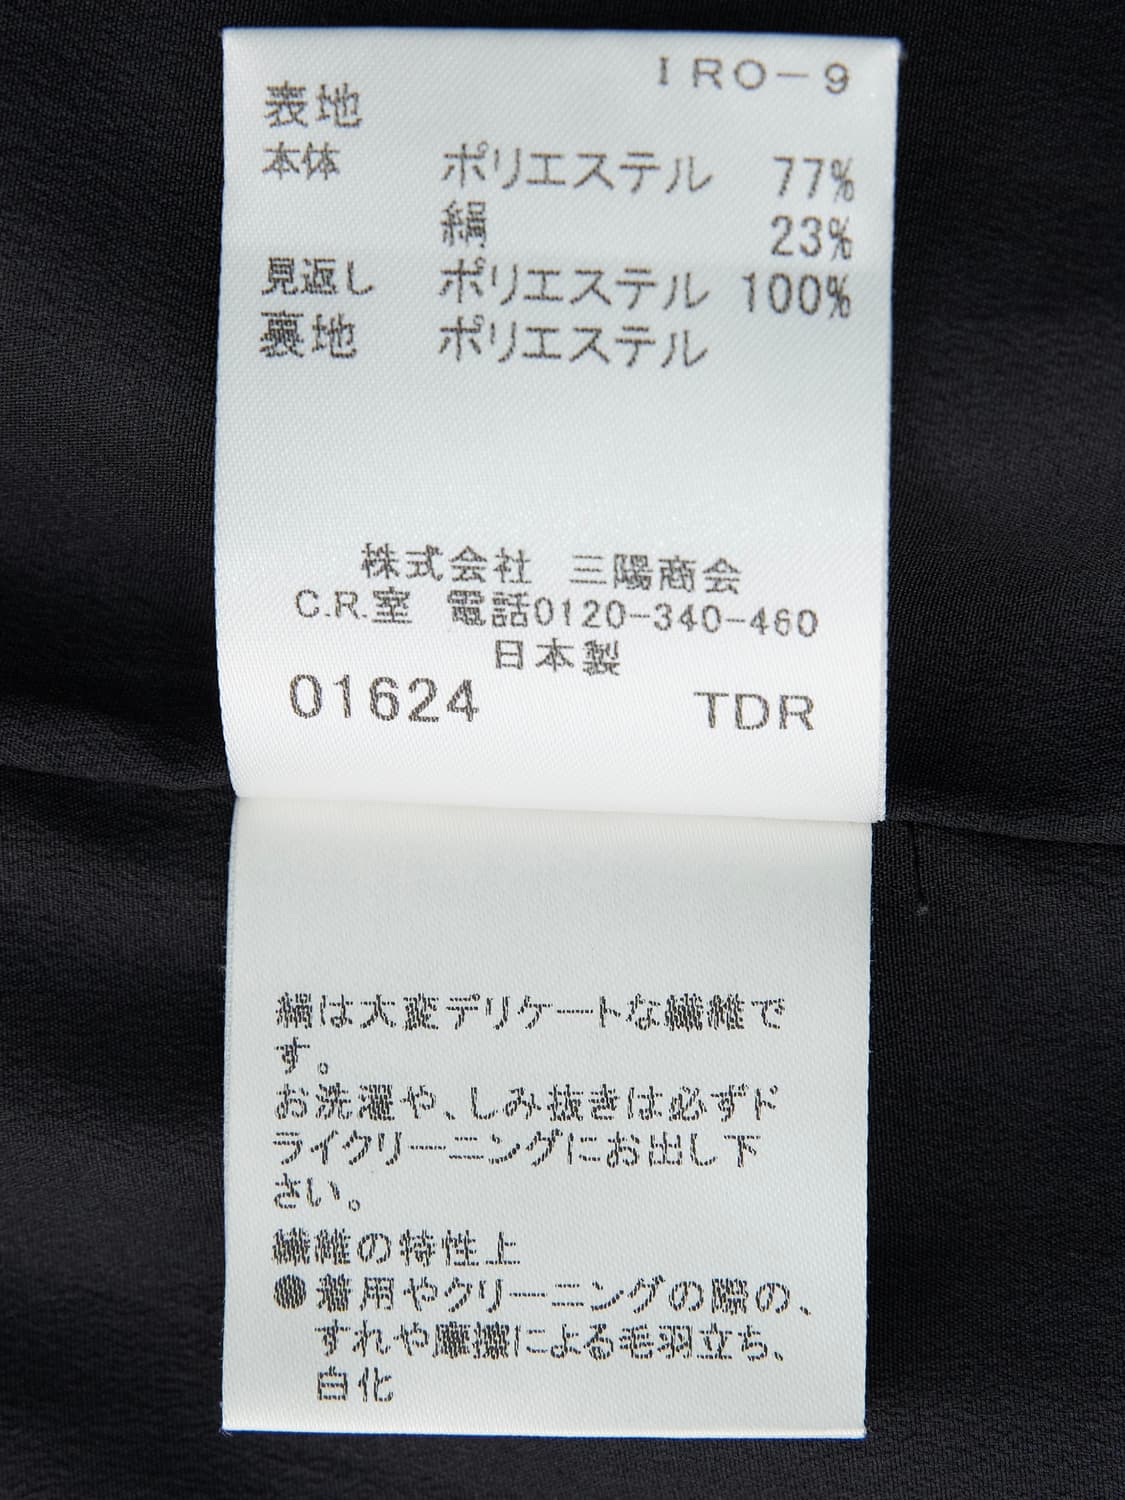 IRO-9
表地
本体 ポリエステル 77%
絹 23%
見返し ポリエステル 100%
裏地 ポリエステル
株式会社 三陽商会
C.R.室 電話0120-340-460
日本製
01624 TDR
絹は大変デリケートな繊維で
す。
お洗濯や、しみ抜きは必ずド
ライクリーニングにお出し下
さい。
繊維の特性上
●着用やクリーニングの際の、
すれや摩擦による毛羽立ち、
白化